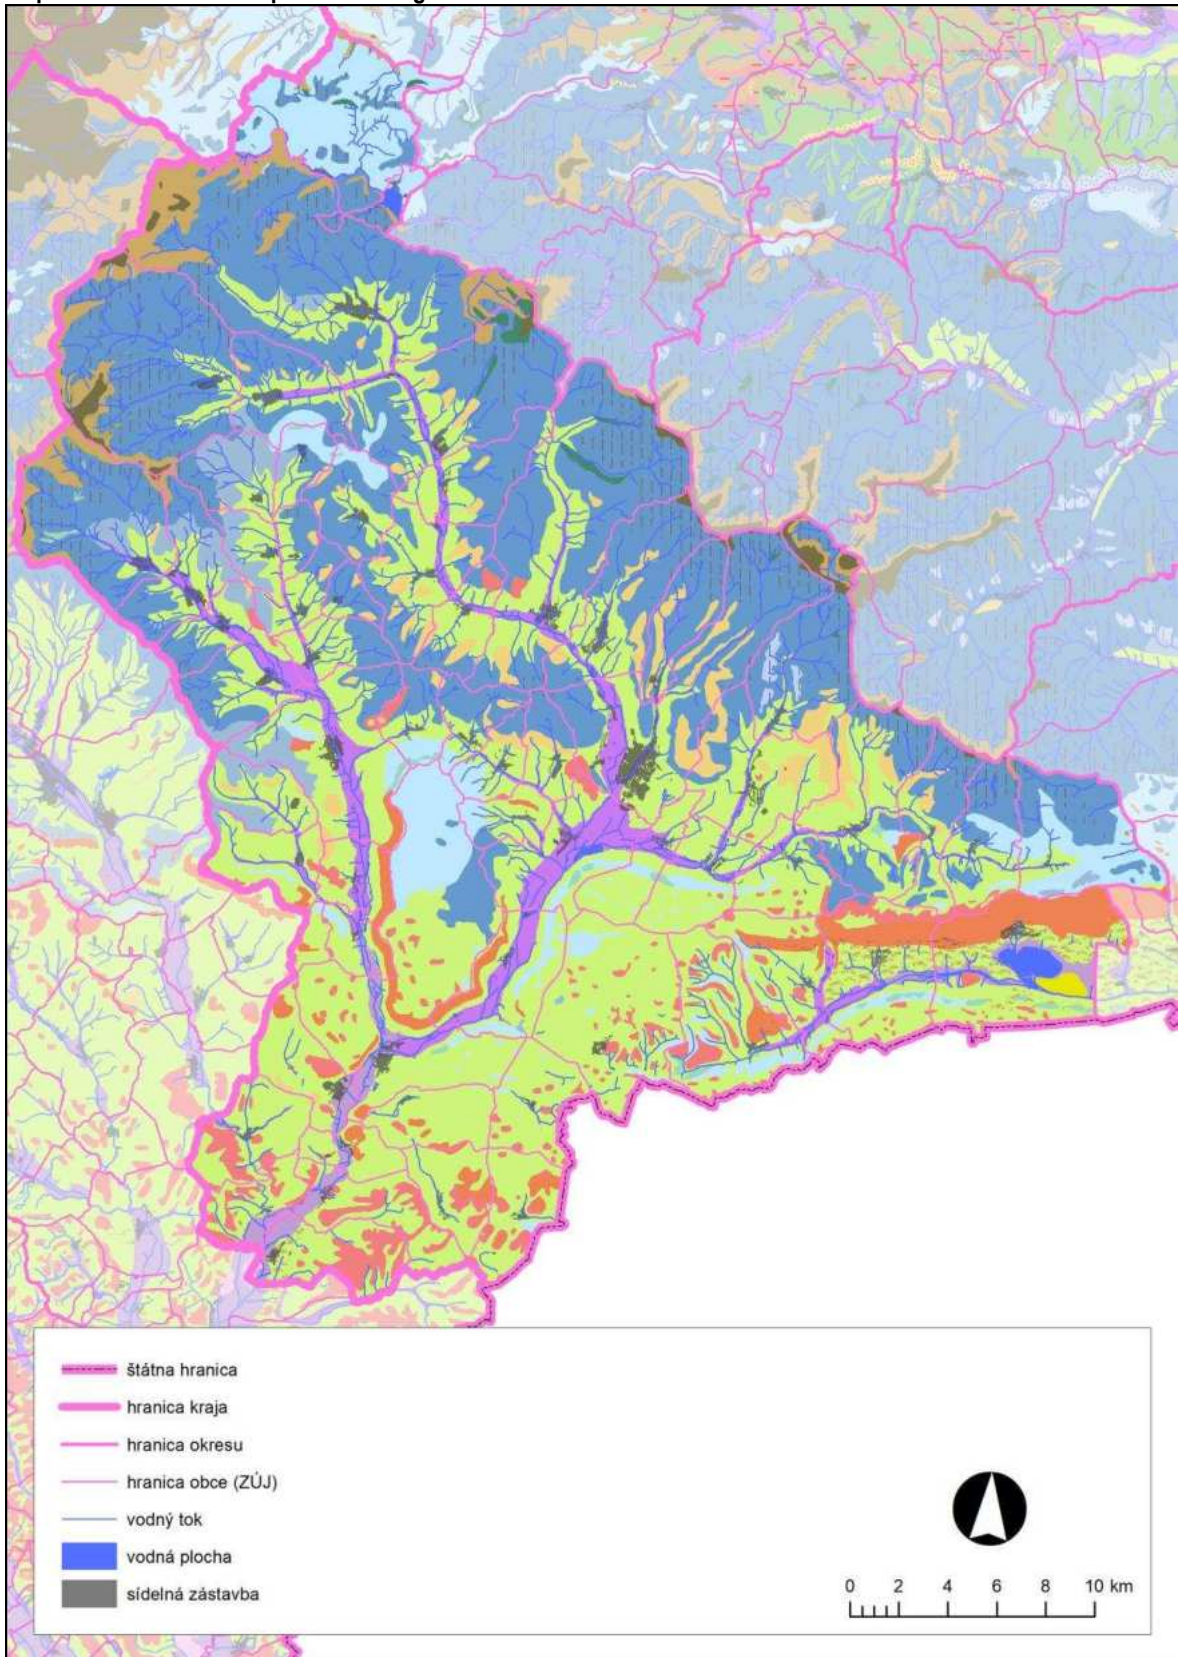 štátna hranica
hranica kraja
hranica okresu
hranica obce (ZÚJ)
vodný tok
vodná plocha
sídelná zástavba
0 2 4 6 8 10 km